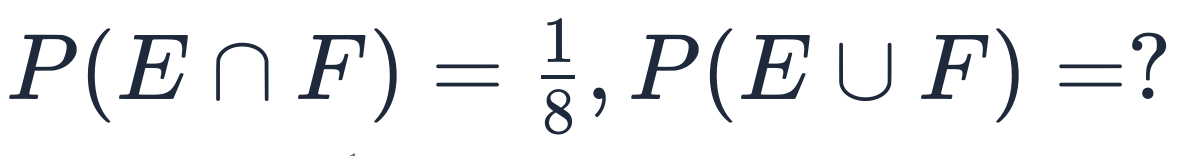 P(E ∩ F) = 1/8, P(E ∪ F) =?